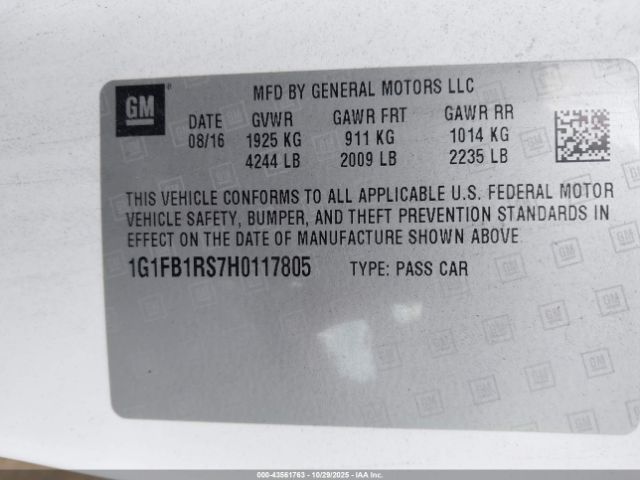 GM
MFD BY GENERAL MOTORS LLC
DATE GVWR GAWR FRT GAWR RR
08/16 1925 KG 911 KG 1014 KG
4244 LB 2009 LB 2235 LB
THIS VEHICLE CONFORMS TO ALL APPLICABLE U.S. FEDERAL MOTOR
VEHICLE SAFETY, BUMPER, AND THEFT PREVENTION STANDARDS IN
EFFECT ON THE DATE OF MANUFACTURE SHOWN ABOVE
1G1FB1RS7H0117805 TYPE: PASS CAR
000-43561763 - 10/29/2025 - IAA Inc.